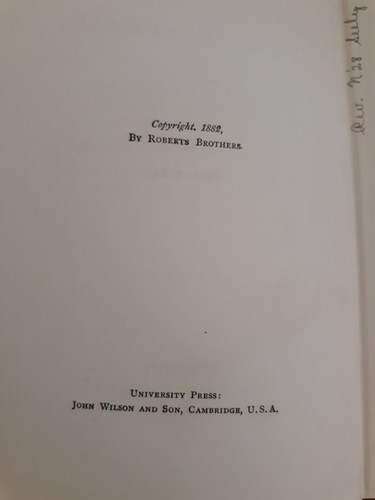 Copyright, 1882,
By Roberts Brothers.
University Press:
John Wilson and Son, Cambridge, U.S.A.